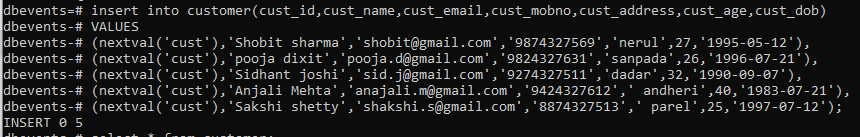 dbevents=# insert into customer(cust_id,cust_name,cust_email,cust_mobno,cust_address,cust_age,cust_dob)
dbevents-# VALUES
dbevents-# (nextval('cust'),'Shobit sharma','shobit@gmail.com','9874327569','nerul',27,'1995-05-12'),
dbevents-# (nextval('cust'),'pooja dixit','pooja.d@gmail.com','9824327631','sanpada',26,'1996-07-21'),
dbevents-# (nextval('cust'),'Sidhant joshi','sid.j@gmail.com','9274327511','dadar',32,'1990-09-07'),
dbevents-# (nextval('cust'),'Anjali Mehta','anajali.m@gmail.com','9424327612',' andheri',40,'1983-07-21'),
dbevents-# (nextval('cust'),'Sakshi shetty','shakshi.s@gmail.com','8874327513',' parel',25,'1997-07-12');
INSERT 0 5
dbevents=# select * from customer;